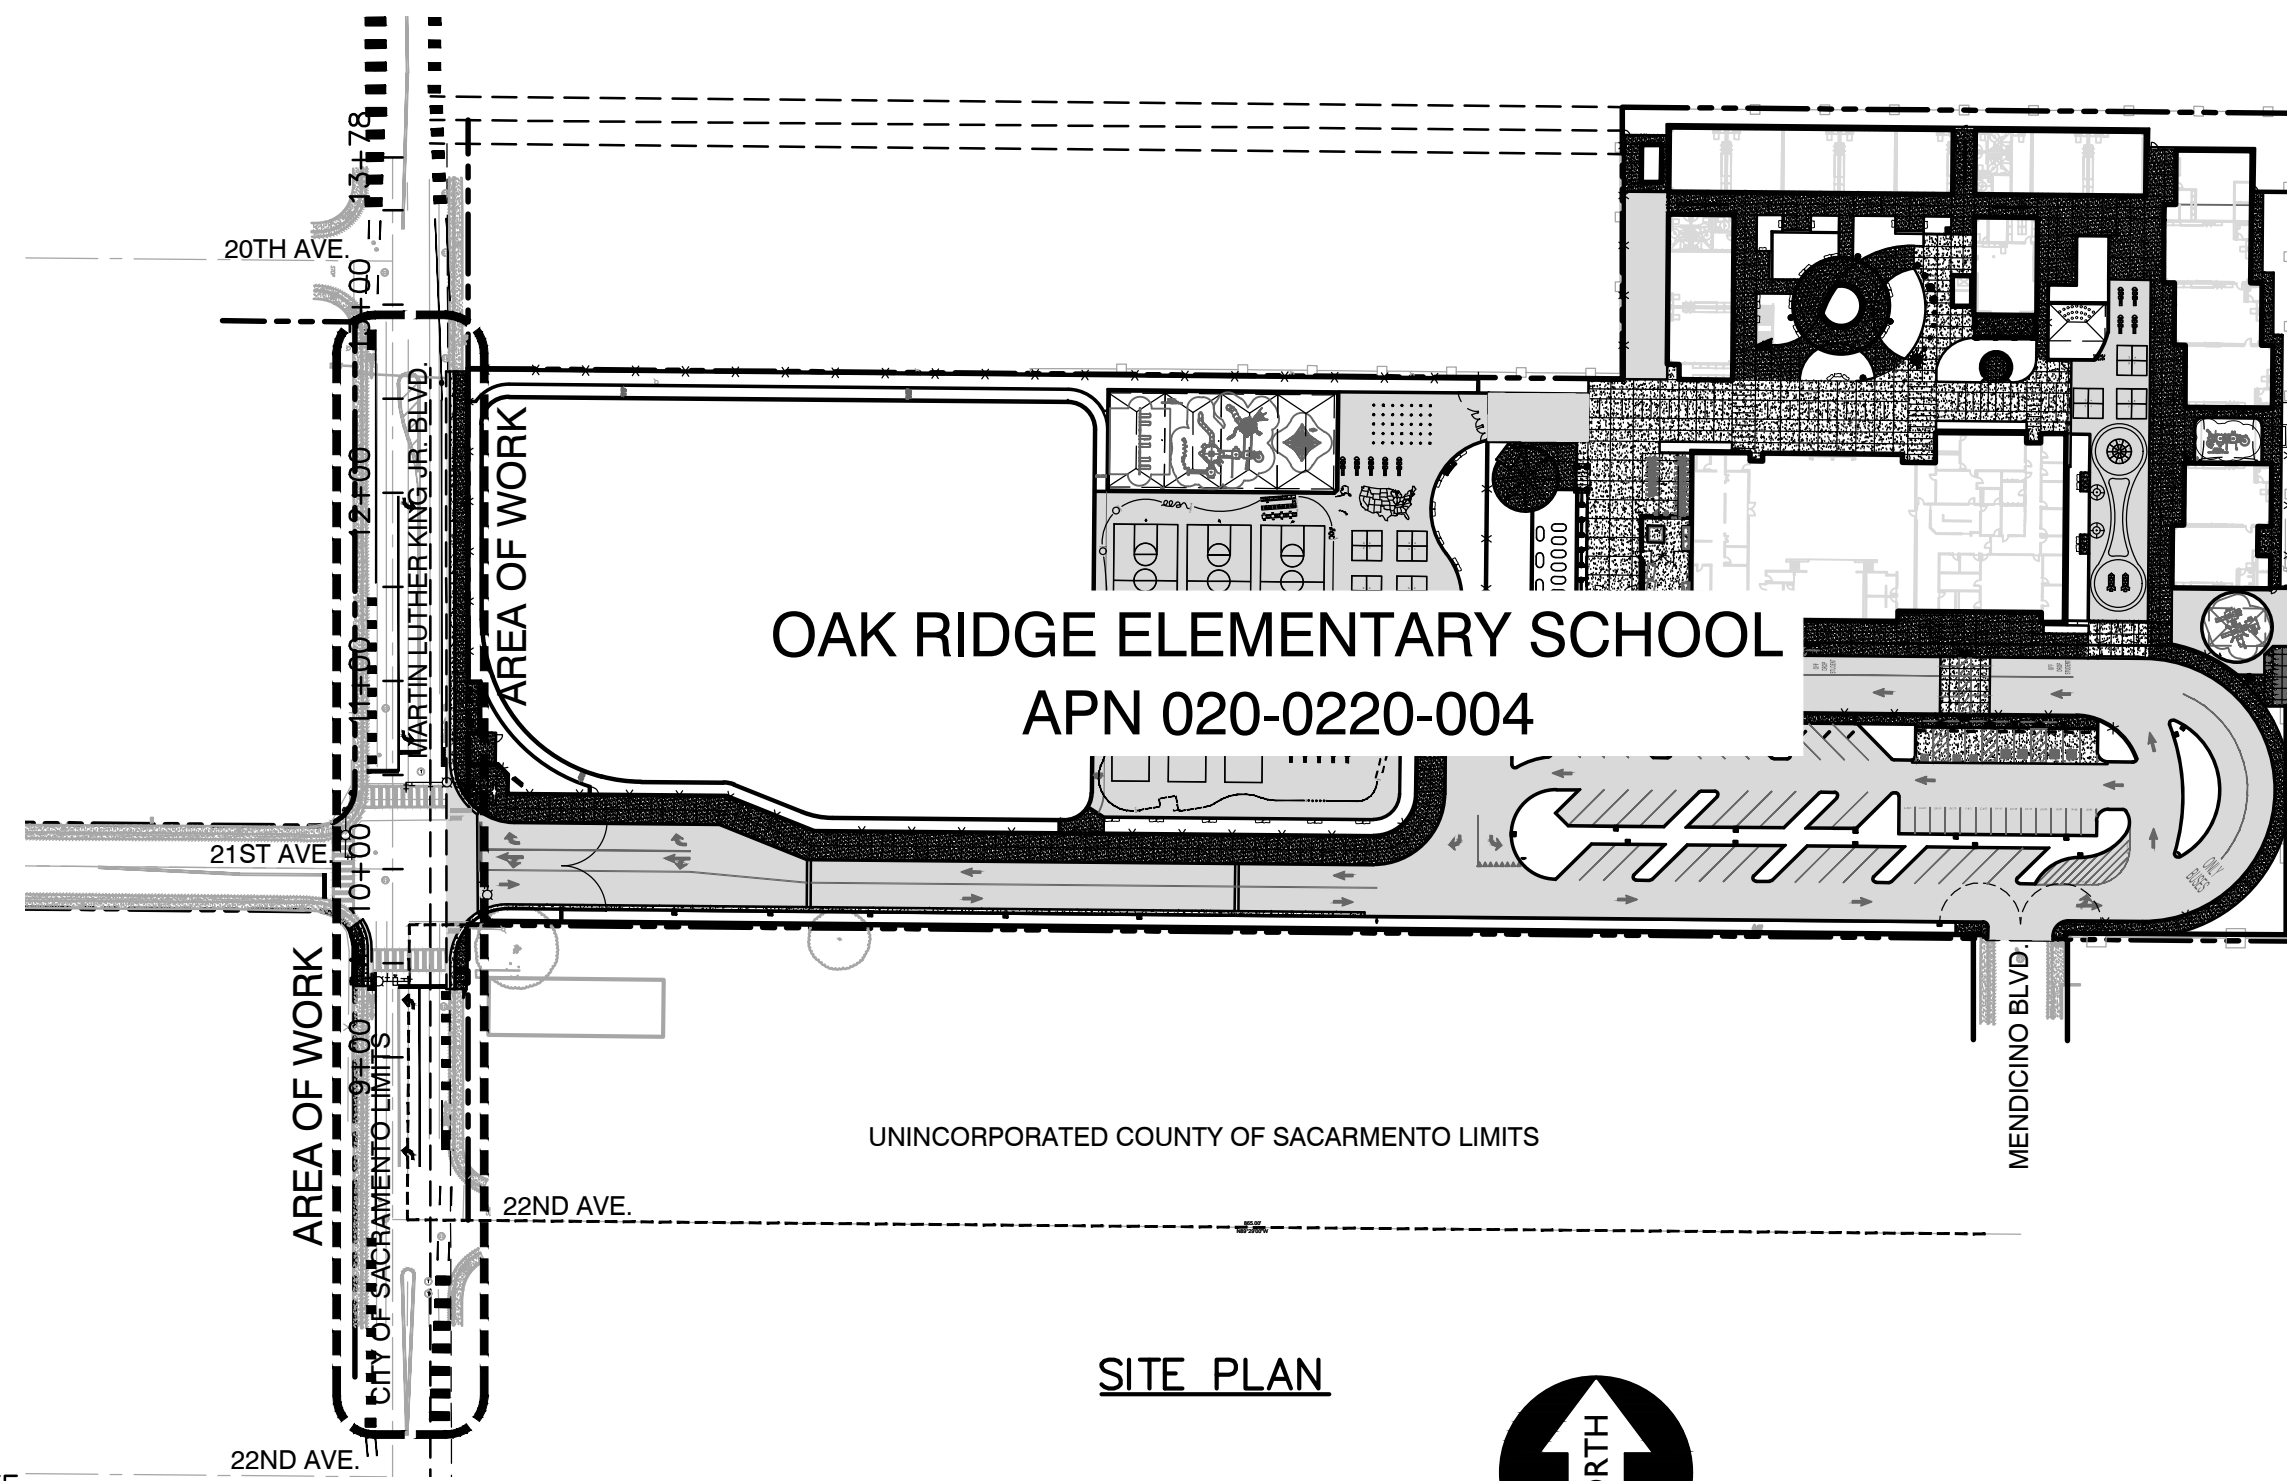 13+78
20TH AVE.
13+00
MARTIN LUTHER KING JR. BLVD.
12+00
AREA OF WORK
OAK RIDGE ELEMENTARY SCHOOL
APN 020-0220-004
11+00
21ST AVE.
10+00
ONLY
BUSES
AREA OF WORK
9+00
CITY OF SACRAMENTO LIMITS
MENDICINO BLVD.
UNINCORPORATED COUNTY OF SACARMENTO LIMITS
22ND AVE.
SITE PLAN
22ND AVE.